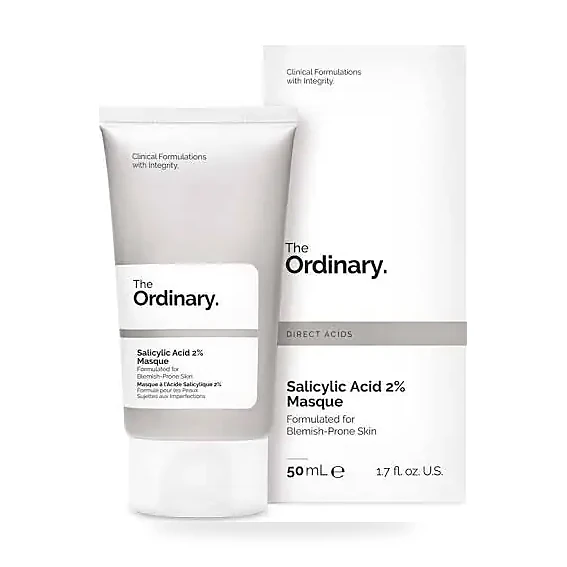 Clinical Formulations
with Integrity.
The
Ordinary.
Salicylic Acid 2%
Masque
Formulated for
Blemish-Prone Skin
Masque à l'Acide Salicylique 2%
Formule pour les Peaux
Sujettes aux Imperfections
Clinical Formulations
with Integrity.
The
Ordinary.
DIRECT ACIDS
Salicylic Acid 2%
Masque
Formulated for
Blemish-Prone Skin
50 mL ℮ 1.7 fl. oz. U.S.